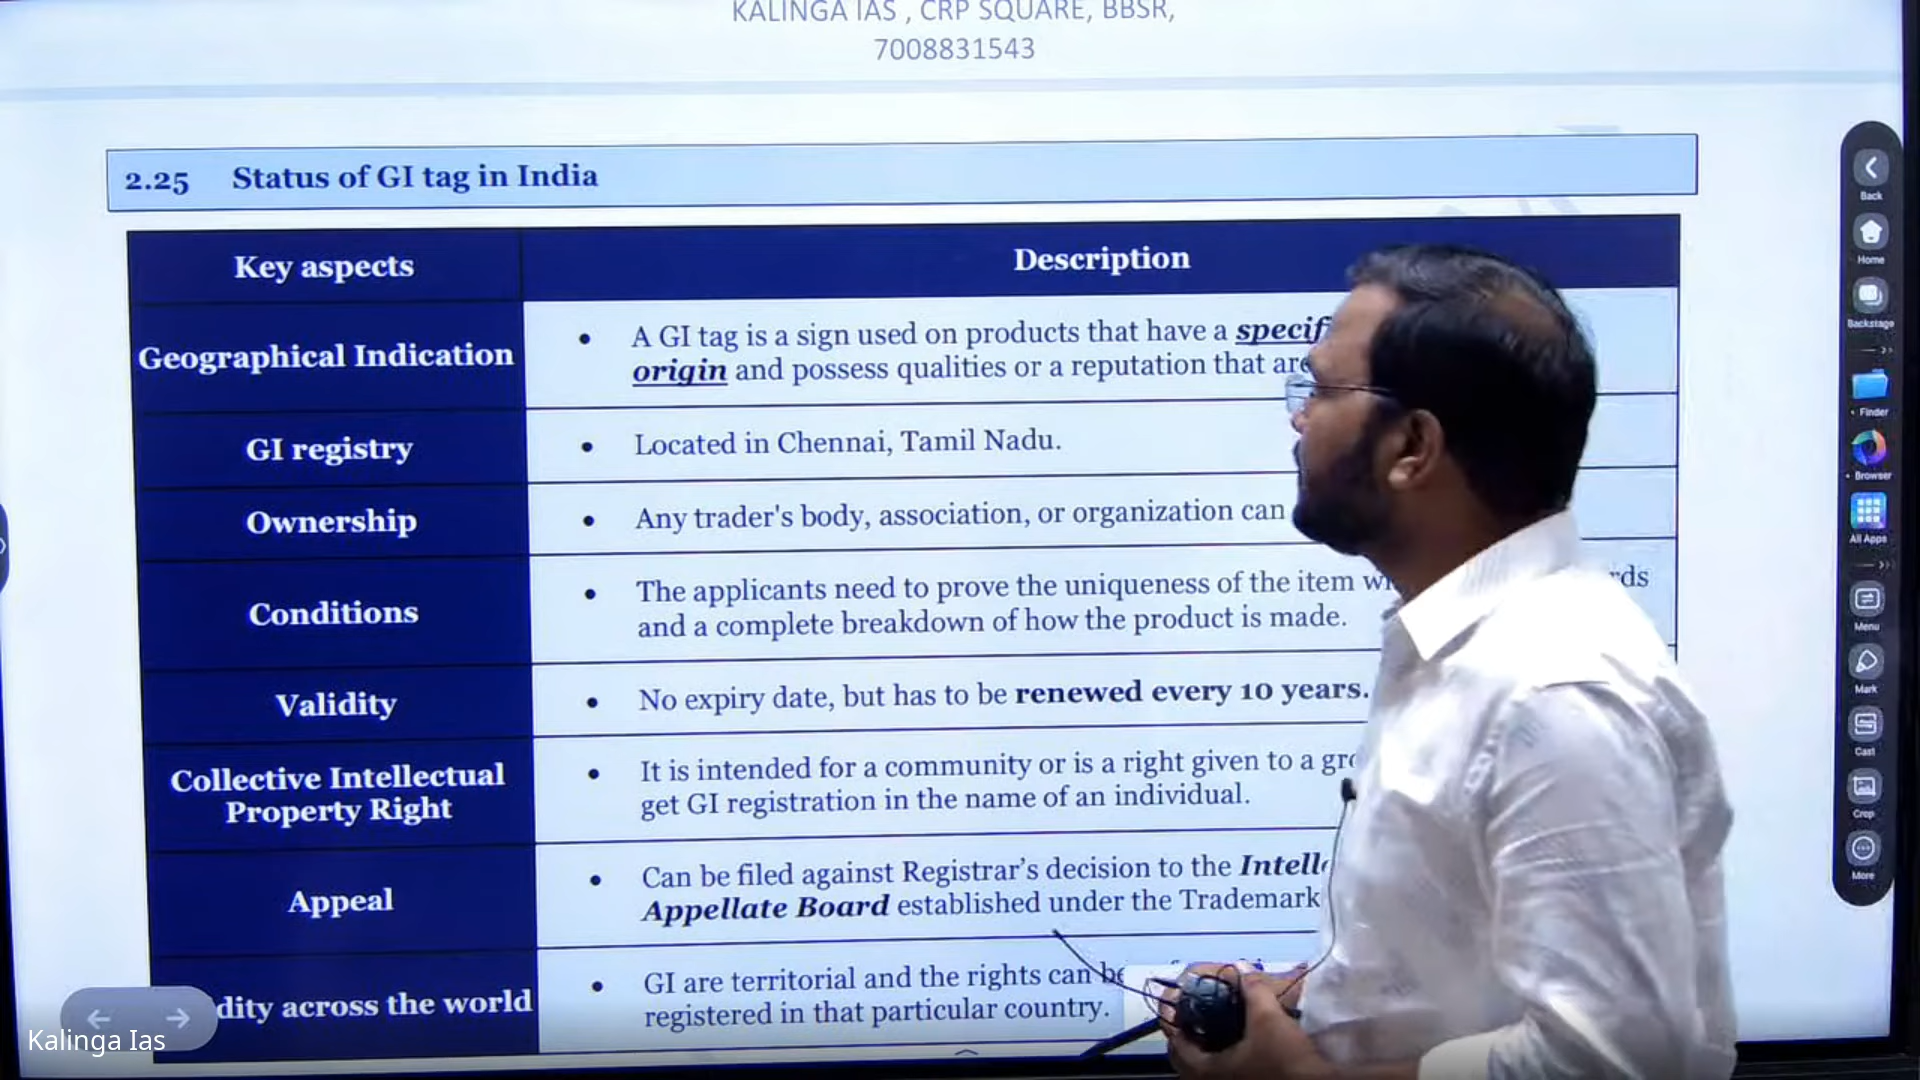 KALINGA IAS , CRP SQUARE, BBSR,
7008831543
2.25 Status of GI tag in India
Key aspects
Description
Geographical Indication
• A GI tag is a sign used on products that have a
origin and possess qualities or a reputation that
GI registry
• Located in Chennai, Tamil Nadu.
Ownership
• Any trader's body, association, or organization can
Conditions
• The applicants need to prove the uniqueness of the item
and a complete breakdown of how the product is made.
Validity
• No expiry date, but has to be renewed every 10 years.
Collective Intellectual
Property Right
• It is intended for a community or is a right given to a
get GI registration in the name of an individual.
Appeal
• Can be filed against Registrar's decision to the
Appellate Board established under the Trademark
across the world
• GI are territorial and the rights can
registered in that particular country.
Back
Home
Backstage
• Finder
• Browser
All Apps
Menu
Mark
Cast
Crop
More
Kalinga Ias